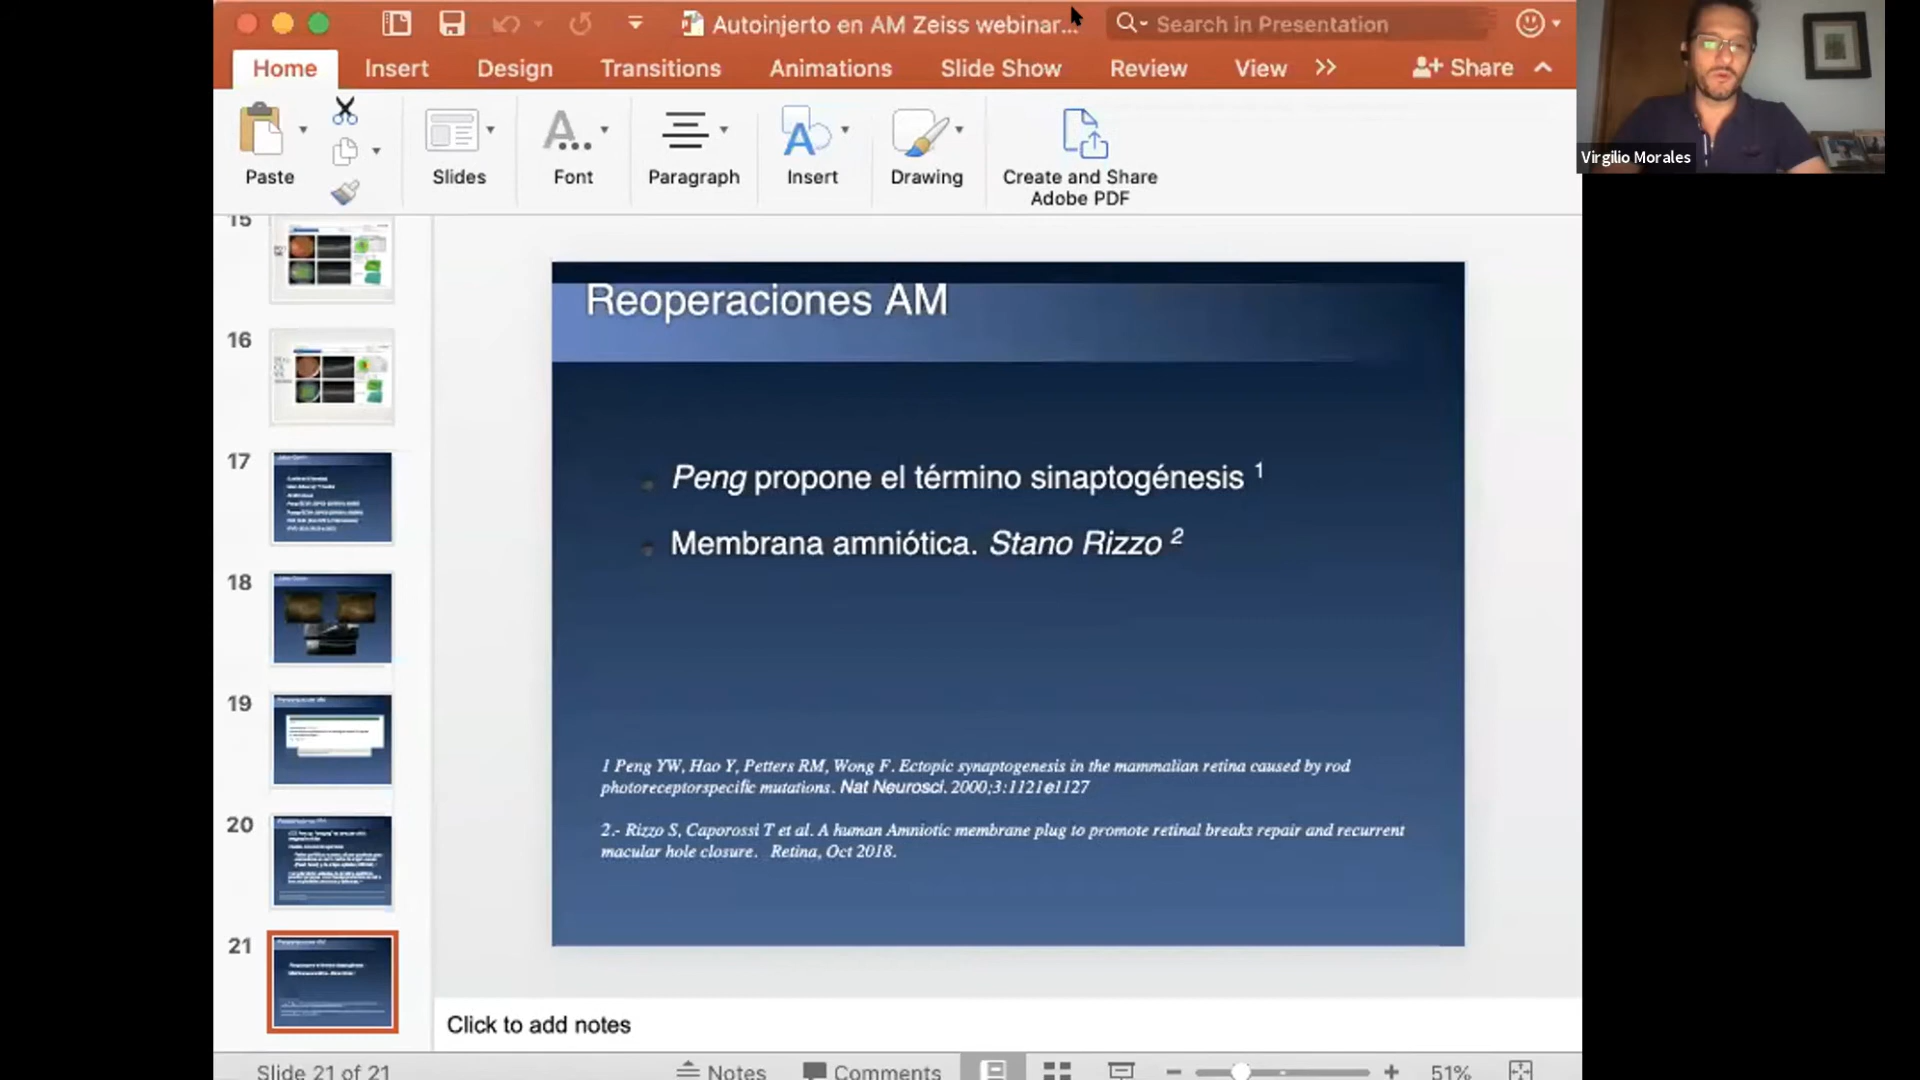 Autoinjerto en AM Zeiss webinar...
Search in Presentation
Home Insert Design Transitions Animations Slide Show Review View >> Share
Paste Slides Font Paragraph Insert Drawing Create and Share
Adobe PDF
Virgilio Morales
15
16
17
18
19
20
21
Reoperaciones AM
Peng propone el término sinaptogénesis 1
Membrana amniótica. Stano Rizzo 2
1 Peng YW, Hao Y, Petters RM, Wong F. Ectopic synaptogenesis in the mammalian retina caused by rod
photoreceptorspecific mutations. Nat Neurosci. 2000;3:1121e1127
2.- Rizzo S, Caporossi T et al. A human Amniotic membrane plug to promote retinal breaks repair and recurrent
macular hole closure. Retina, Oct 2018.
Click to add notes
Slide 21 of 21 Notes Comments 51%